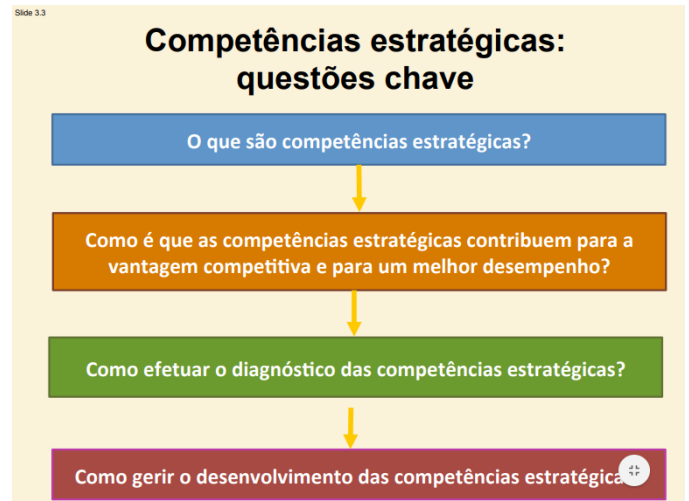 Slide 3.3
Competências estratégicas:
questões chave
O que são competências estratégicas?
Como é que as competências estratégicas contribuem para a
vantagem competitiva e para um melhor desempenho?
Como efetuar o diagnóstico das competências estratégicas?
Como gerir o desenvolvimento das competências